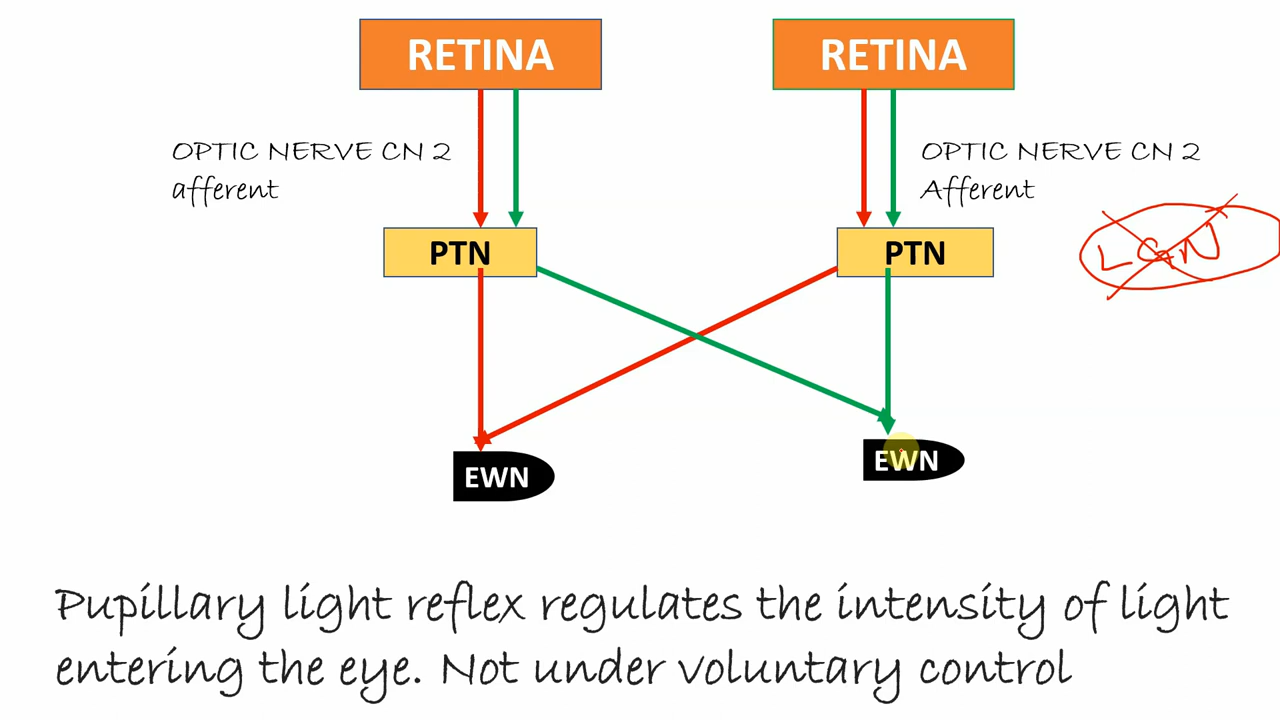 RETINA
RETINA
OPTIC NERVE CN 2
afferent
OPTIC NERVE CN 2
Afferent
PTN
PTN
LGN
EWN
EWN
Pupillary light reflex regulates the intensity of light
entering the eye. Not under voluntary control